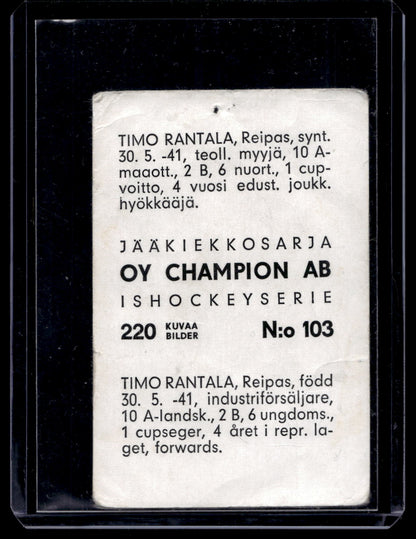 TIMO RANTALA, Reipas, synt.
30. 5. -41, teoll. myyjä, 10 A-
maaott., 2 B, 6 nuort., 1 cup-
voitto, 4 vuosi edust. joukk.
hyökkääjä.
JÄÄKIEKKOSARJA
OY CHAMPION AB
ISHOCKEYSERIE
220 KUVAA BILDER N:o 103
TIMO RANTALA, Reipas, född
30. 5. -41, industriförsäljare,
10 A-landsk., 2 B, 6 ungdoms.,
1 cupseger, 4 året i repr. la-
get, forwards.